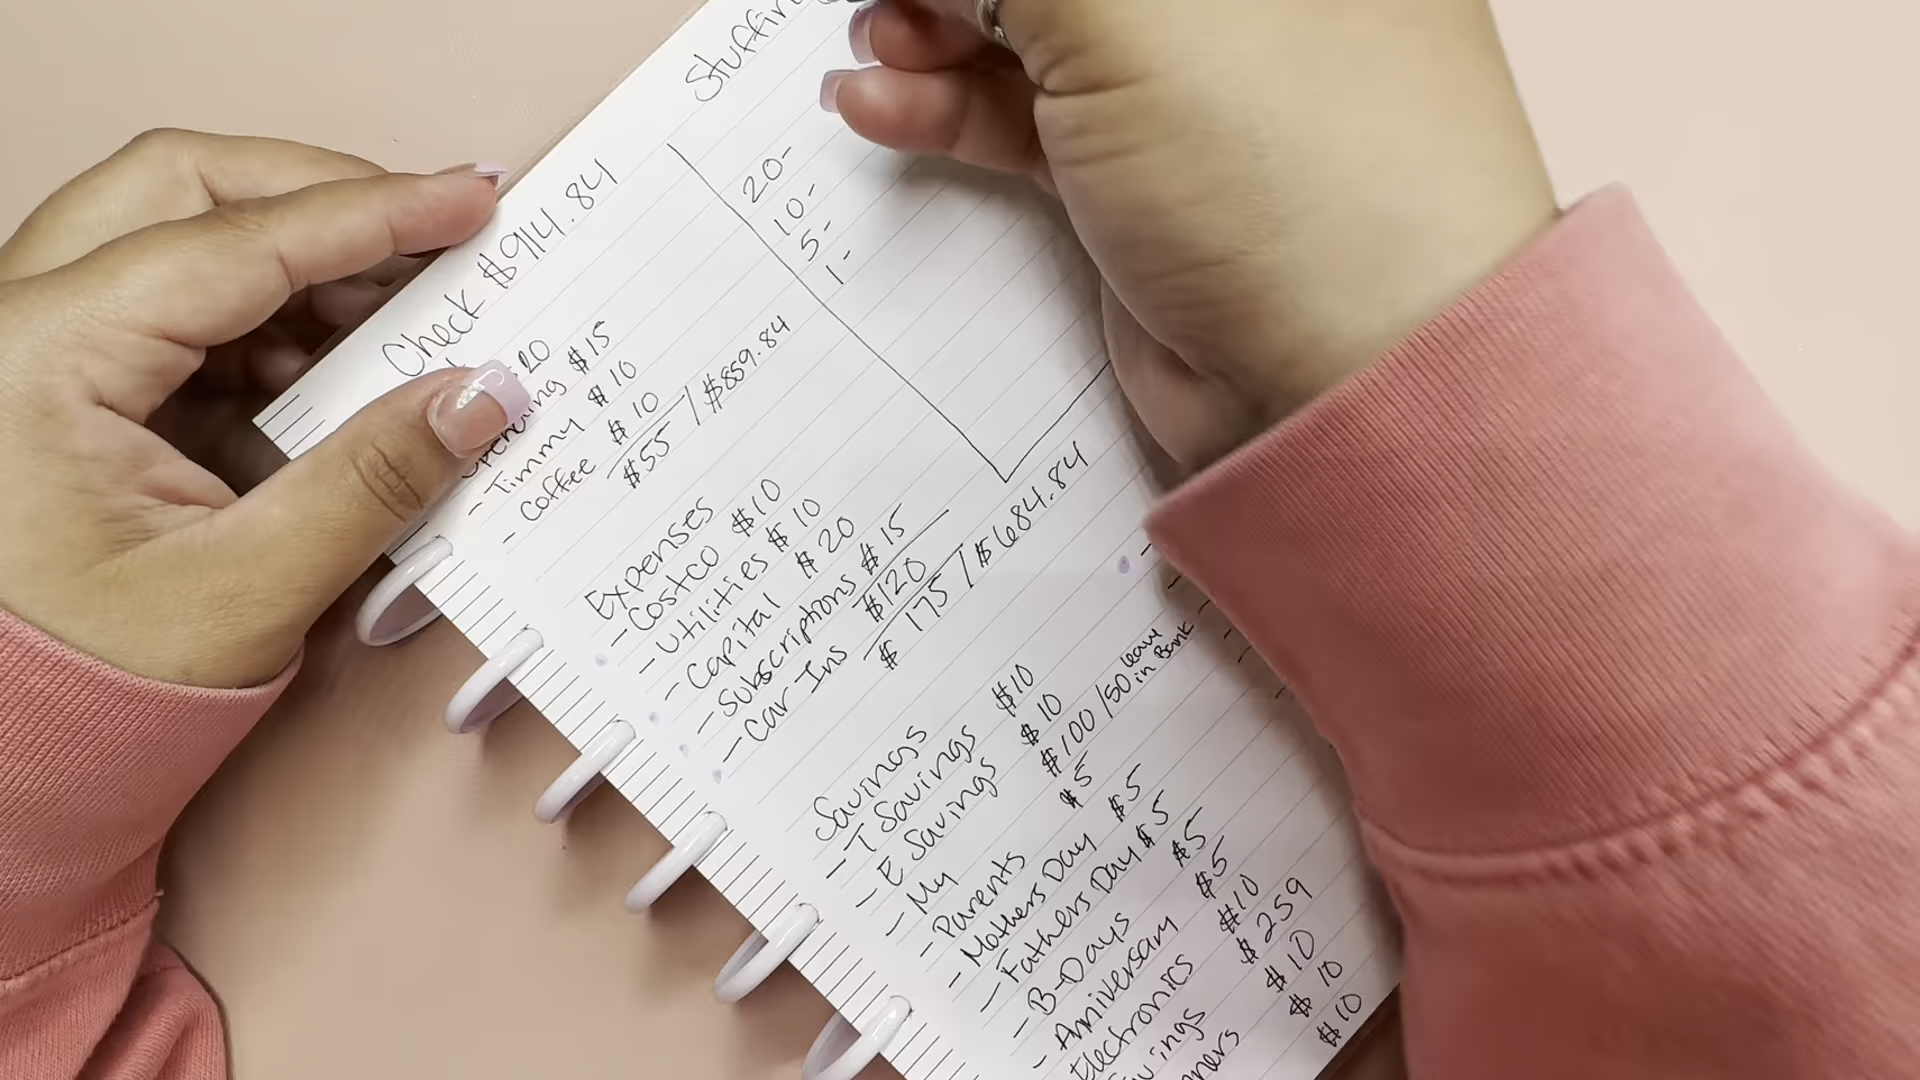 Check $914.84
$20
$15
- Timmy $10
- Coffee $10
$55 / $859.84
Expenses
- Costco $10
- Utilities $10
- Capital $20
- Subscriptions $15
- Car Ins $120
$175 / $684.84
Savings
- T Savings $10
- E Savings $10
- My $100 / 50 leave in Bank
- Parents $5
- Mothers Day $5
- Fathers Day $5
- B-Days $5
- Anniversary $5
Electronics $10
$259
$10
$10
$10
20-
10-
5-
1-